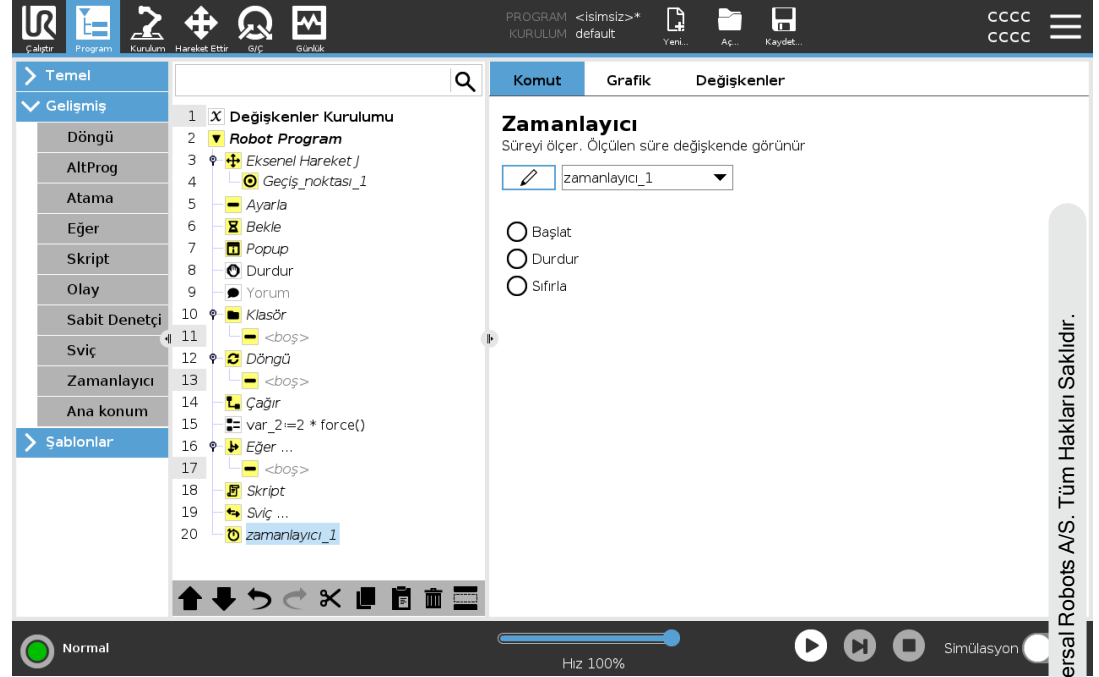 PROGRAM <isimsiz>*
KURULUM default
Çalıştır
Program
Kurulum
Hareket Ettir
G/Ç
Günlük
Yeni...
Aç...
Kaydet...
CCCC
CCCC
Temel
Gelişmiş
Döngü
AltProg
Atama
Eğer
Skript
Olay
Sabit Denetçi
Sviç
Zamanlayıcı
Ana konum
Şablonlar
1 X Değişkenler Kurulumu
2 Robot Program
3 Eksenel Hareket J
4 Geçiş_noktası_1
5 Ayarla
6 Bekle
7 Popup
8 Durdur
9 Yorum
10 Klasör
11 <boş>
12 Döngü
13 <boş>
14 Çağır
15 var_2≔2 * force()
16 Eğer ...
17 <boş>
18 Skript
19 Sviç ...
20 zamanlayıcı_1
Komut
Grafik
Değişkenler
Zamanlayıcı
Süreyi ölçer. Ölçülen süre değişkende görünür
zamanlayıcı_1
Başlat
Durdur
Sıfırla
ersal Robots A/S. Tüm Hakları Saklıdır.
Normal
Hız 100%
Simülasyon